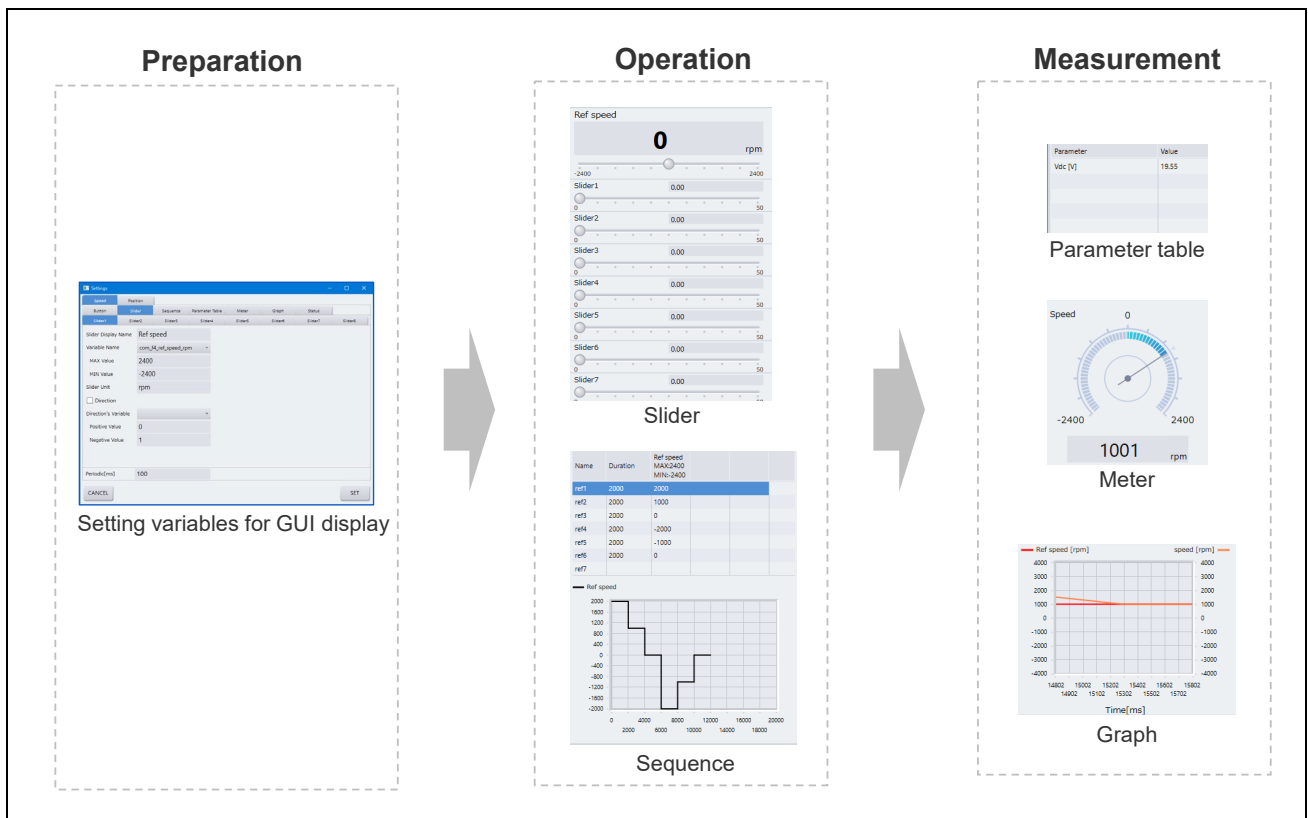 Preparation
Settings
Speed Position
Button Slider Sequence Parameter Table Meter Graph Status
Slider1 Slider2 Slider3 Slider4 Slider5 Slider6 Slider7 Slider8
Slider Display Name Ref speed
Variable Name com_f4_ref_speed_rpm
MAX Value 2400
MIN Value -2400
Slider Unit rpm
Direction
Direction's Variable
Positive Value 0
Negative Value 1
Periodic[ms] 100
CANCEL SET
Setting variables for GUI display
Operation
Ref speed
0 rpm
-2400 2400
Slider1 0.00
0 50
Slider2 0.00
0 50
Slider3 0.00
0 50
Slider4 0.00
0 50
Slider5 0.00
0 50
Slider6 0.00
0 50
Slider7 0.00
0 50
Slider
Name Duration Ref speed
MAX:2400
MIN:-2400
ref1 2000 2000
ref2 2000 1000
ref3 2000 0
ref4 2000 -2000
ref5 2000 -1000
ref6 2000 0
ref7
Ref speed
2000
1600
1200
800
400
0
-400
-800
-1200
-1600
-2000
0 4000 8000 12000 16000 20000
2000 6000 10000 14000 18000
Sequence
Measurement
Parameter Value
Vdc [V] 19.55
Parameter table
Speed 0
-2400 2400
1001 rpm
Meter
Ref speed [rpm] speed [rpm]
4000 4000
3000 3000
2000 2000
1000 1000
0 0
-1000 -1000
-2000 -2000
-3000 -3000
-4000 -4000
14802 15002 15202 15402 15602 15802
14902 15102 15302 15502 15702
Time[ms]
Graph